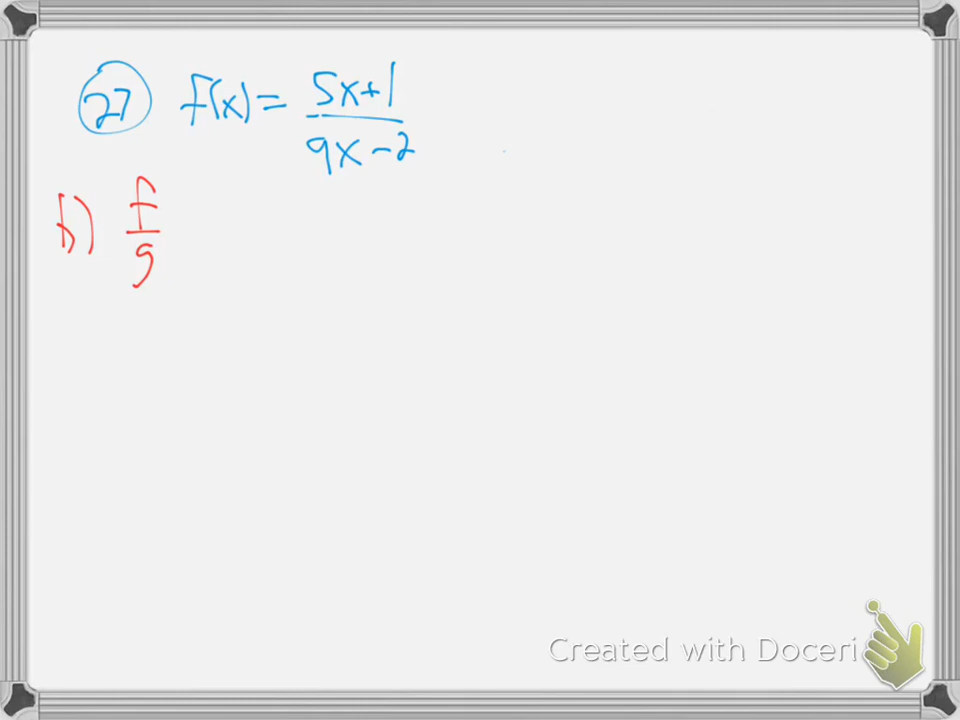 27 f(x) = 5x+1
9x-2
h) f
g
Created with Doceri